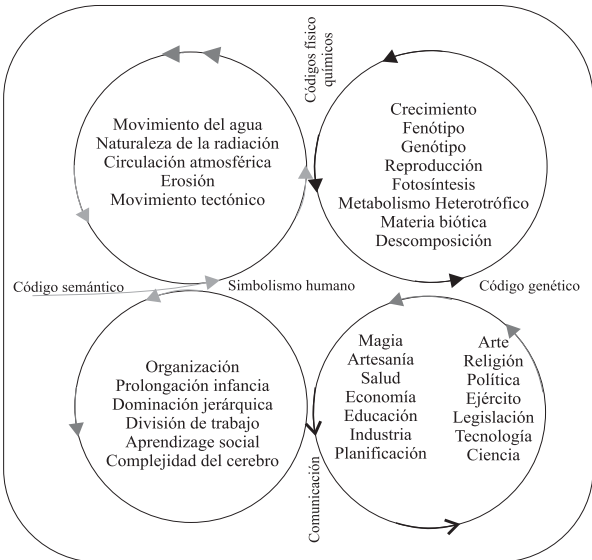 Códigos físico
químicos
Movimiento del agua
Naturaleza de la radiación
Circulación atmosférica
Erosión
Movimiento tectónico
Crecimiento
Fenótipo
Genótipo
Reproducción
Fotosíntesis
Metabolismo Heterotrófico
Materia biótica
Descomposición
Código semántico
Simbolismo humano
Código genético
Organización
Prolongación infancia
Dominación jerárquica
División de trabajo
Aprendizage social
Complejidad del cerebro
Comunicación
Magia
Artesanía
Salud
Economía
Educación
Industria
Planificación
Arte
Religión
Política
Ejército
Legislación
Tecnología
Ciencia